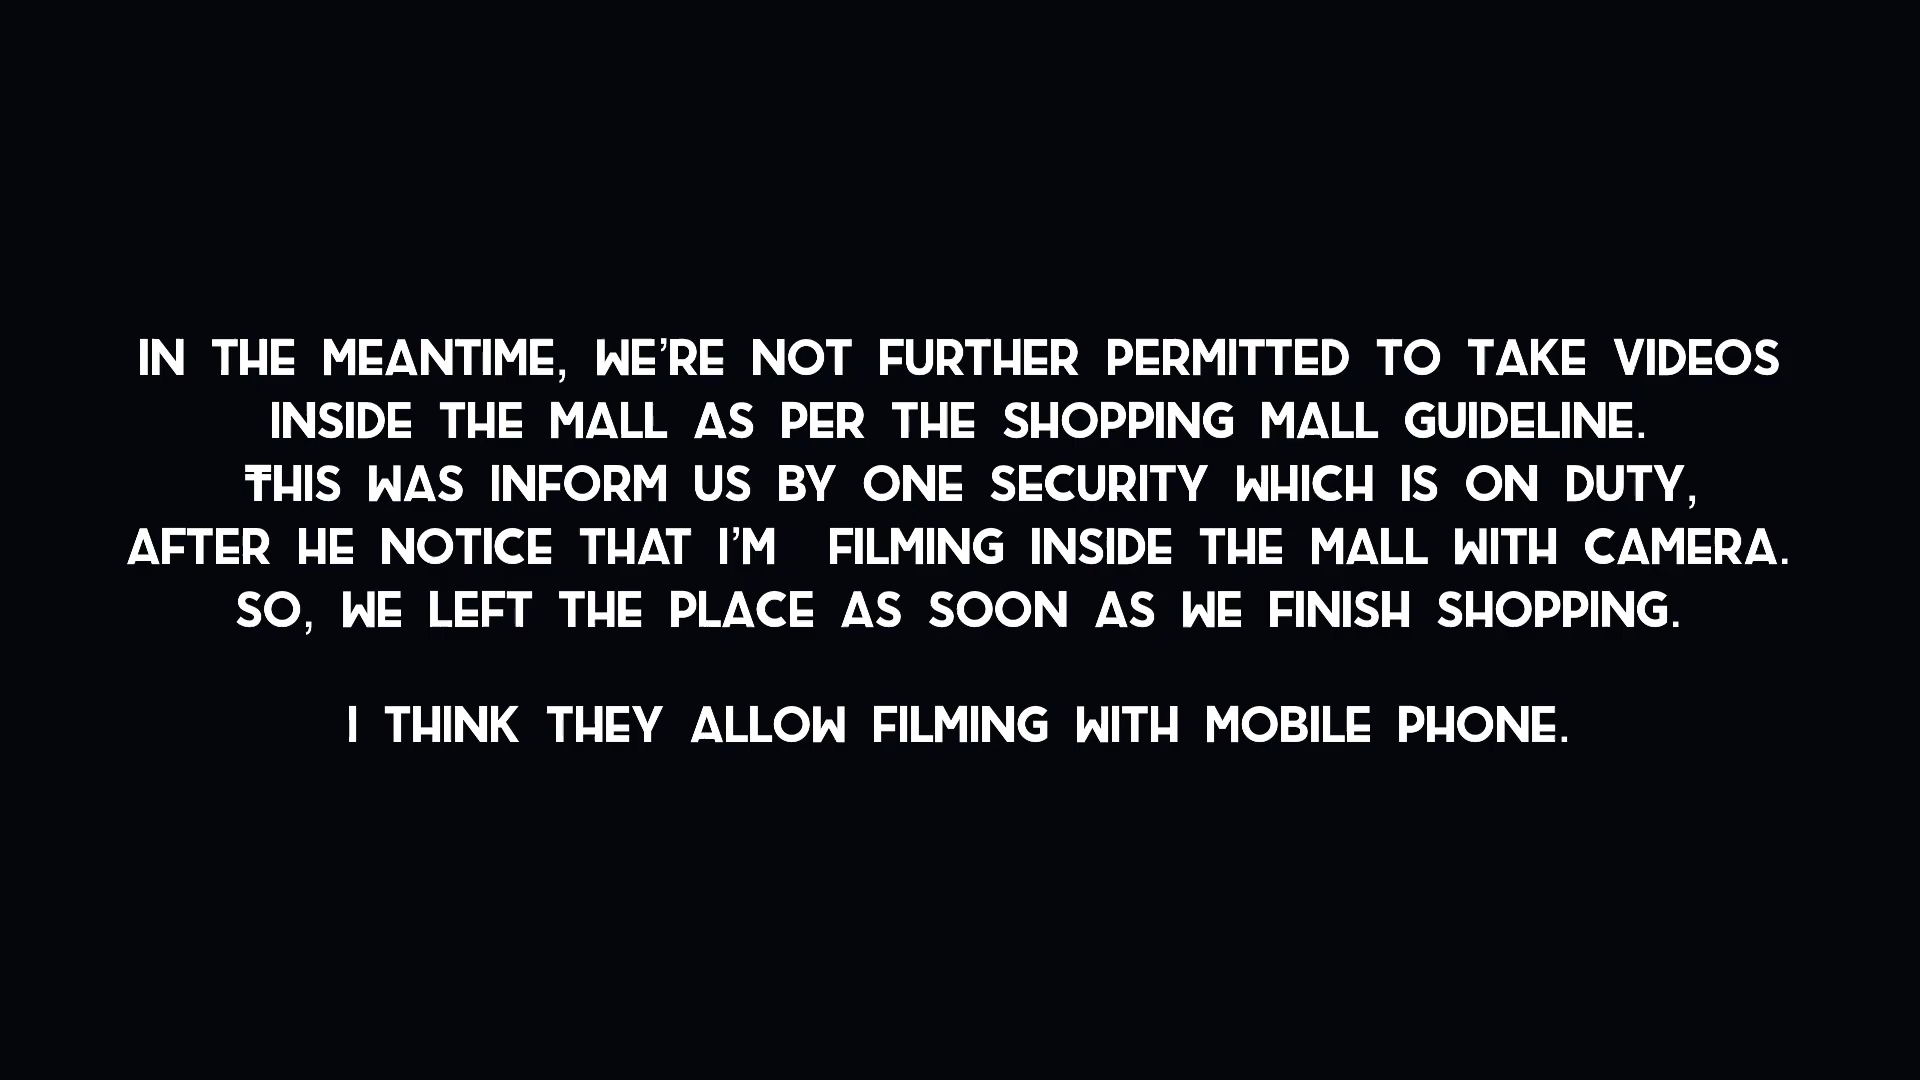 IN THE MEANTIME, WE'RE NOT FURTHER PERMITTED TO TAKE VIDEOS
INSIDE THE MALL AS PER THE SHOPPING MALL GUIDELINE.
THIS WAS INFORM US BY ONE SECURITY WHICH IS ON DUTY,
AFTER HE NOTICE THAT I'M  FILMING INSIDE THE MALL WITH CAMERA.
SO, WE LEFT THE PLACE AS SOON AS WE FINISH SHOPPING.
I THINK THEY ALLOW FILMING WITH MOBILE PHONE.